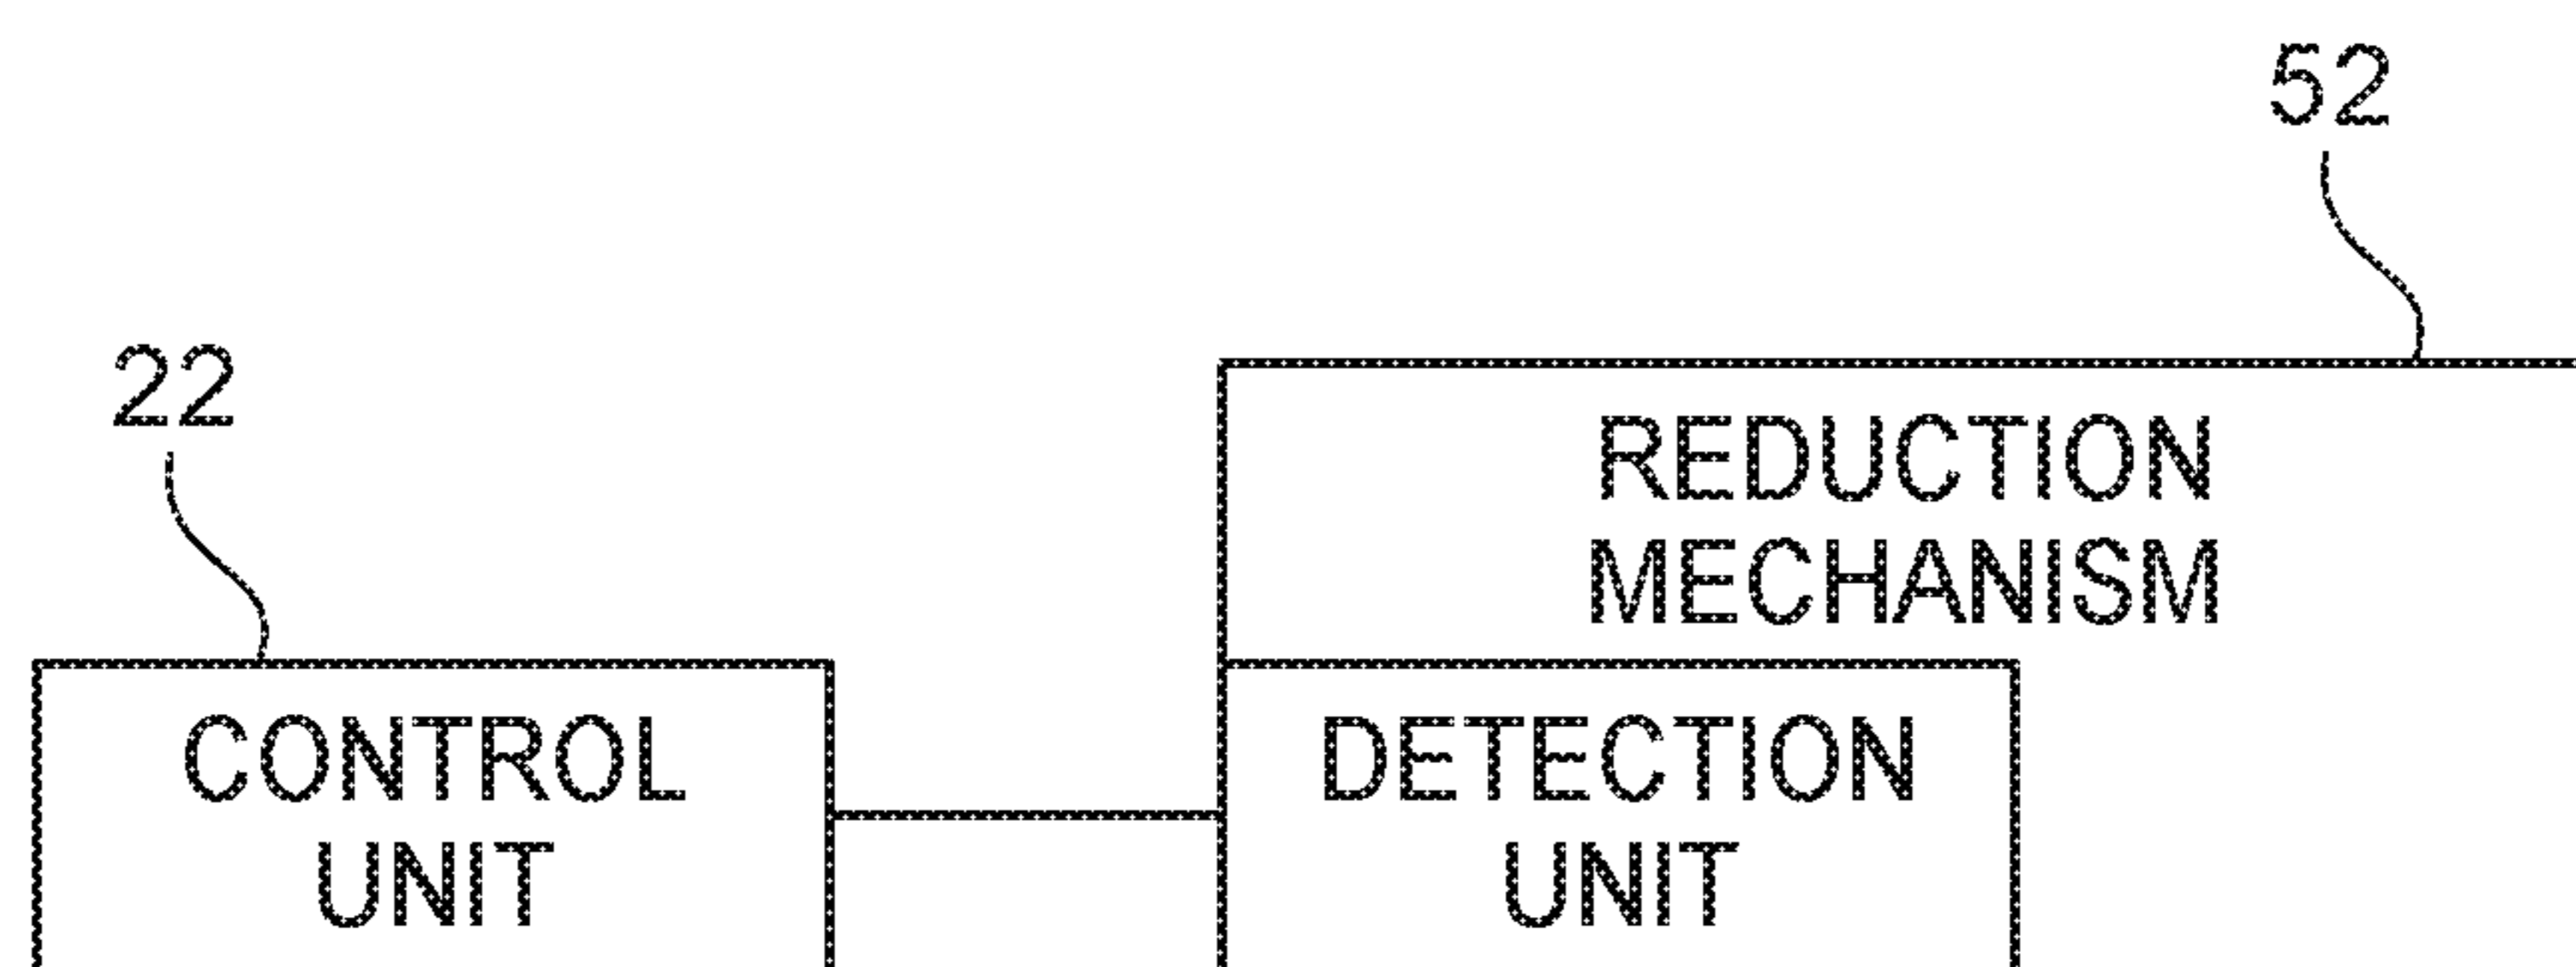 52
22
REDUCTION
MECHANISM
CONTROL
UNIT
DETECTION
UNIT